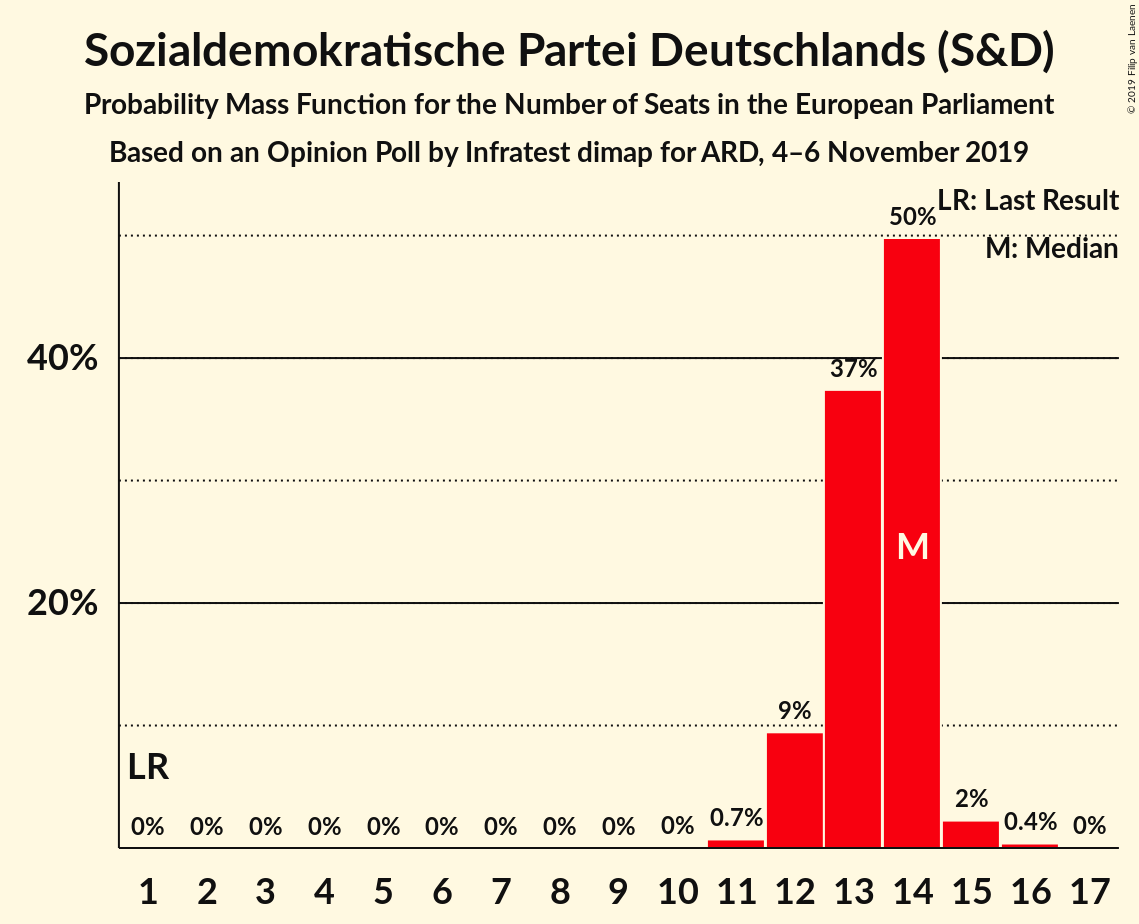 Sozialdemokratische Partei Deutschlands (S&D)
Probability Mass Function for the Number of Seats in the European Parliament
Based on an Opinion Poll by Infratest dimap for ARD, 4–6 November 2019
© 2019 Filip van Laenen
LR: Last Result
M: Median
50%
40%
37%
M
20%
9%
LR
0% 0% 0% 0% 0% 0% 0% 0% 0% 0% 0.7% 2% 0.4% 0%
1 2 3 4 5 6 7 8 9 10 11 12 13 14 15 16 17